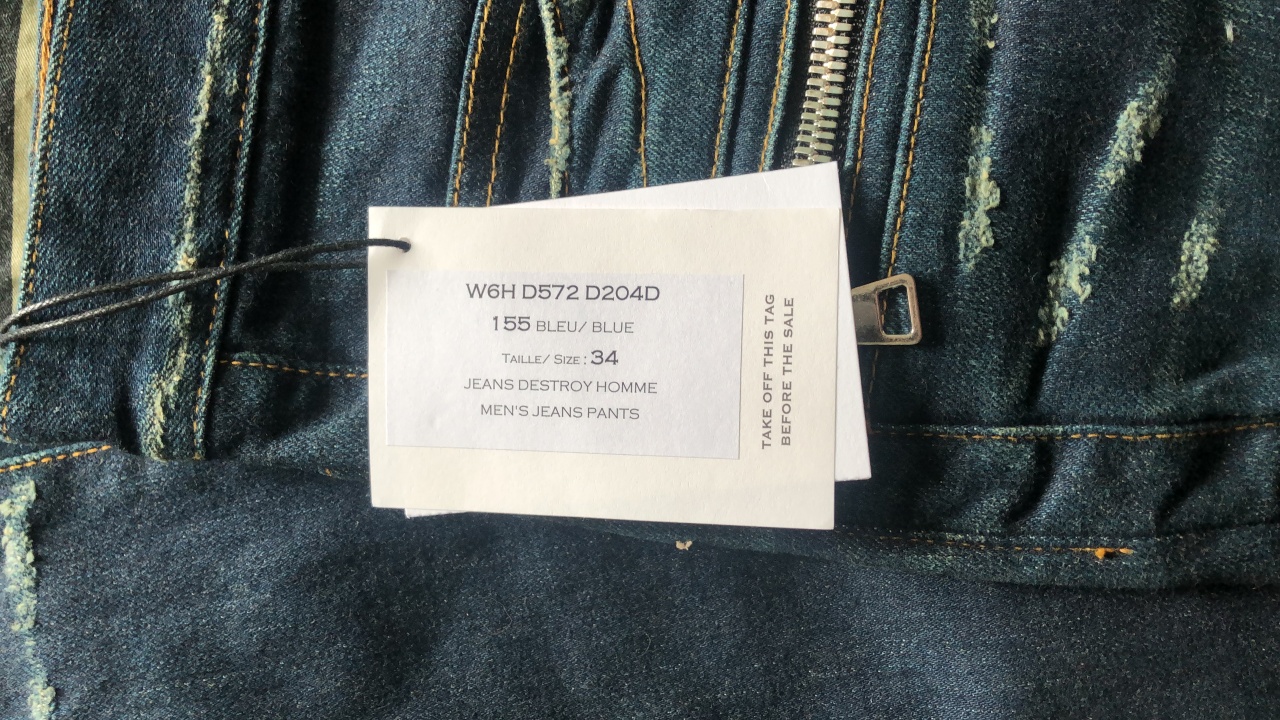 W6H D572 D204D
155 BLEU/ BLUE
TAILLE/ SIZE : 34
JEANS DESTROY HOMME
MEN'S JEANS PANTS
TAKE OFF THIS TAG
BEFORE THE SALE